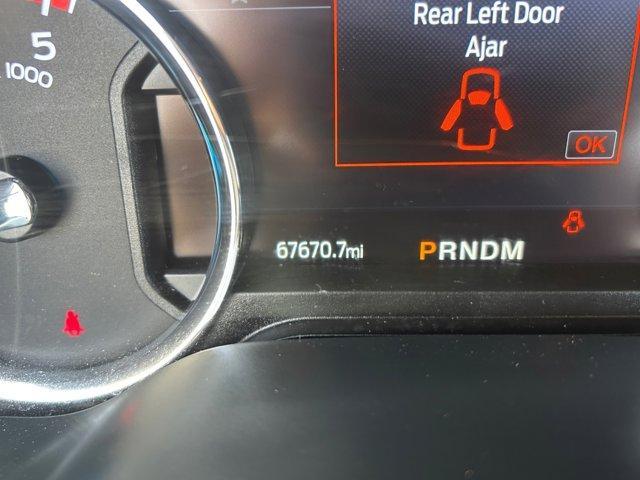 Rear Left Door
Ajar
OK
5
1000
67670.7mi
PRNDM